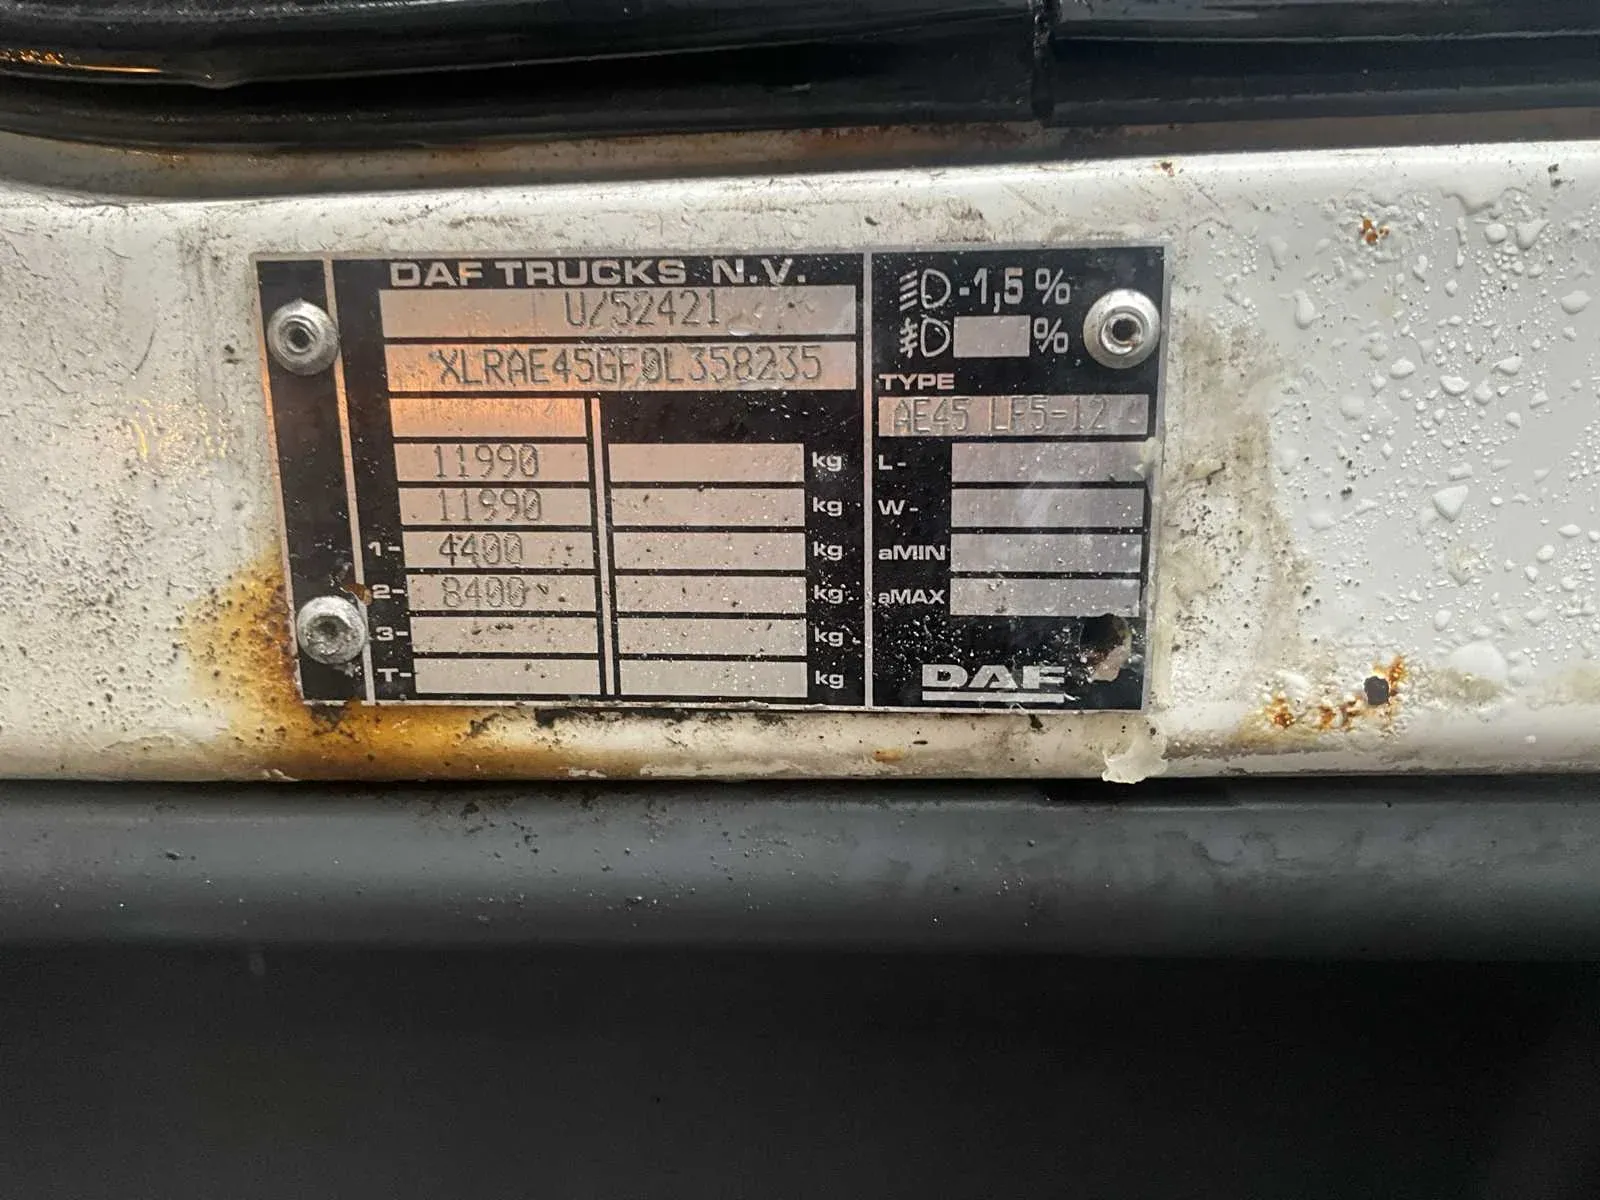 DAF TRUCKS N.V.
U/52421
XLRAE45GF0L358235
11990 kg
11990 kg
1- 4400 kg
2- 8400 kg
3- kg
T- kg
D -1,5%
D %
TYPE
AE45 LF5-12
L-
W-
aMIN
aMAX
DAF